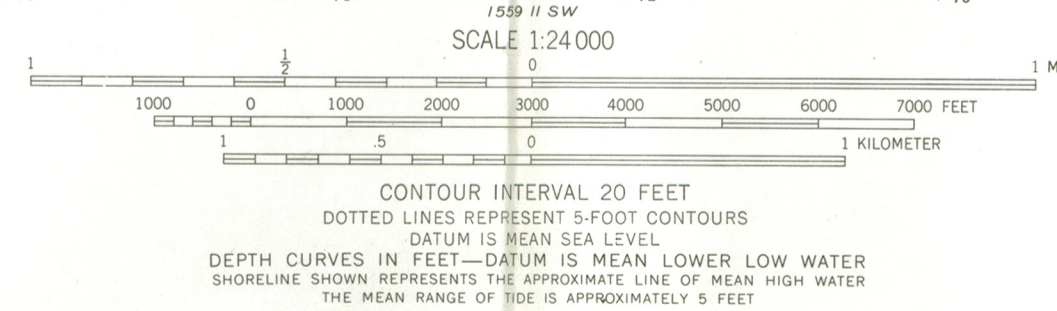 1559 II SW
SCALE 1:24 000
1 1/2 0 1
1000 0 1000 2000 3000 4000 5000 6000 7000 FEET
1 .5 0 1 KILOMETER
CONTOUR INTERVAL 20 FEET
DOTTED LINES REPRESENT 5-FOOT CONTOURS
DATUM IS MEAN SEA LEVEL
DEPTH CURVES IN FEET—DATUM IS MEAN LOWER LOW WATER
SHORELINE SHOWN REPRESENTS THE APPROXIMATE LINE OF MEAN HIGH WATER
THE MEAN RANGE OF TIDE IS APPROXIMATELY 5 FEET